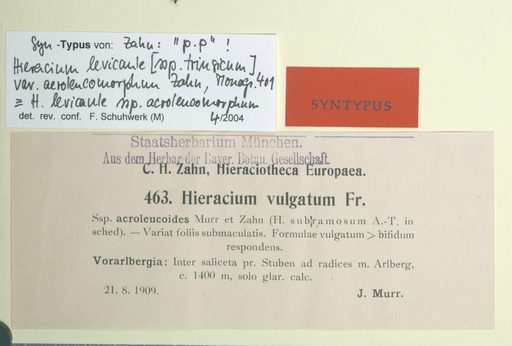 Syn-Typus von: Zahn: "p.p" !
Hieracium levicaule [ssp. tringicum]
var. acroleucomorphum Zahn, Monogr. 401
≡ H. levicaule ssp. acroleucomorphum
det. rev. conf. F. Schuhwerk (M) 4/2004
SYNTYPUS
Staatsherbarium München.
Aus dem Herbar der Bayer. Botan. Gesellschaft.
C. H. Zahn, Hieraciotheca Europaea.
463. Hieracium vulgatum Fr.
Ssp. acroleucoides Murr et Zahn (H. subramosum A.-T. in
sched). — Variat foliis submaculatis. Formulae vulgatum > bifidum
respondens.
Vorarlbergia: Inter saliceta pr. Stuben ad radices m. Arlberg,
c. 1400 m, solo glar. calc.
21. 8. 1909. J. Murr.